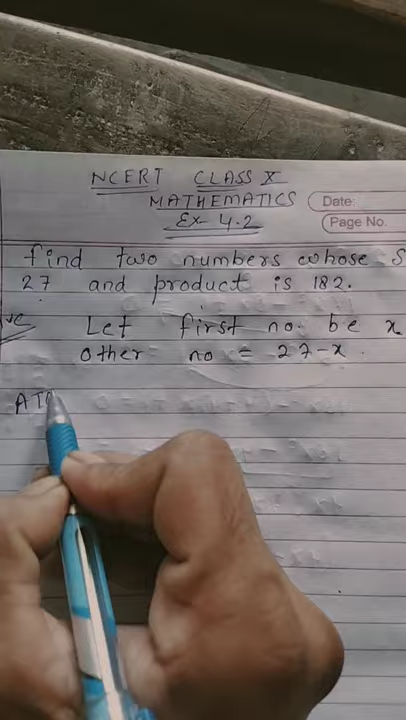 NCERT CLASS X
MATHEMATICS
Date:
Ex- 4.2
Page No.
find two numbers whose S
27 and product is 182.
Let first no. be x
other no = 27-x
AT